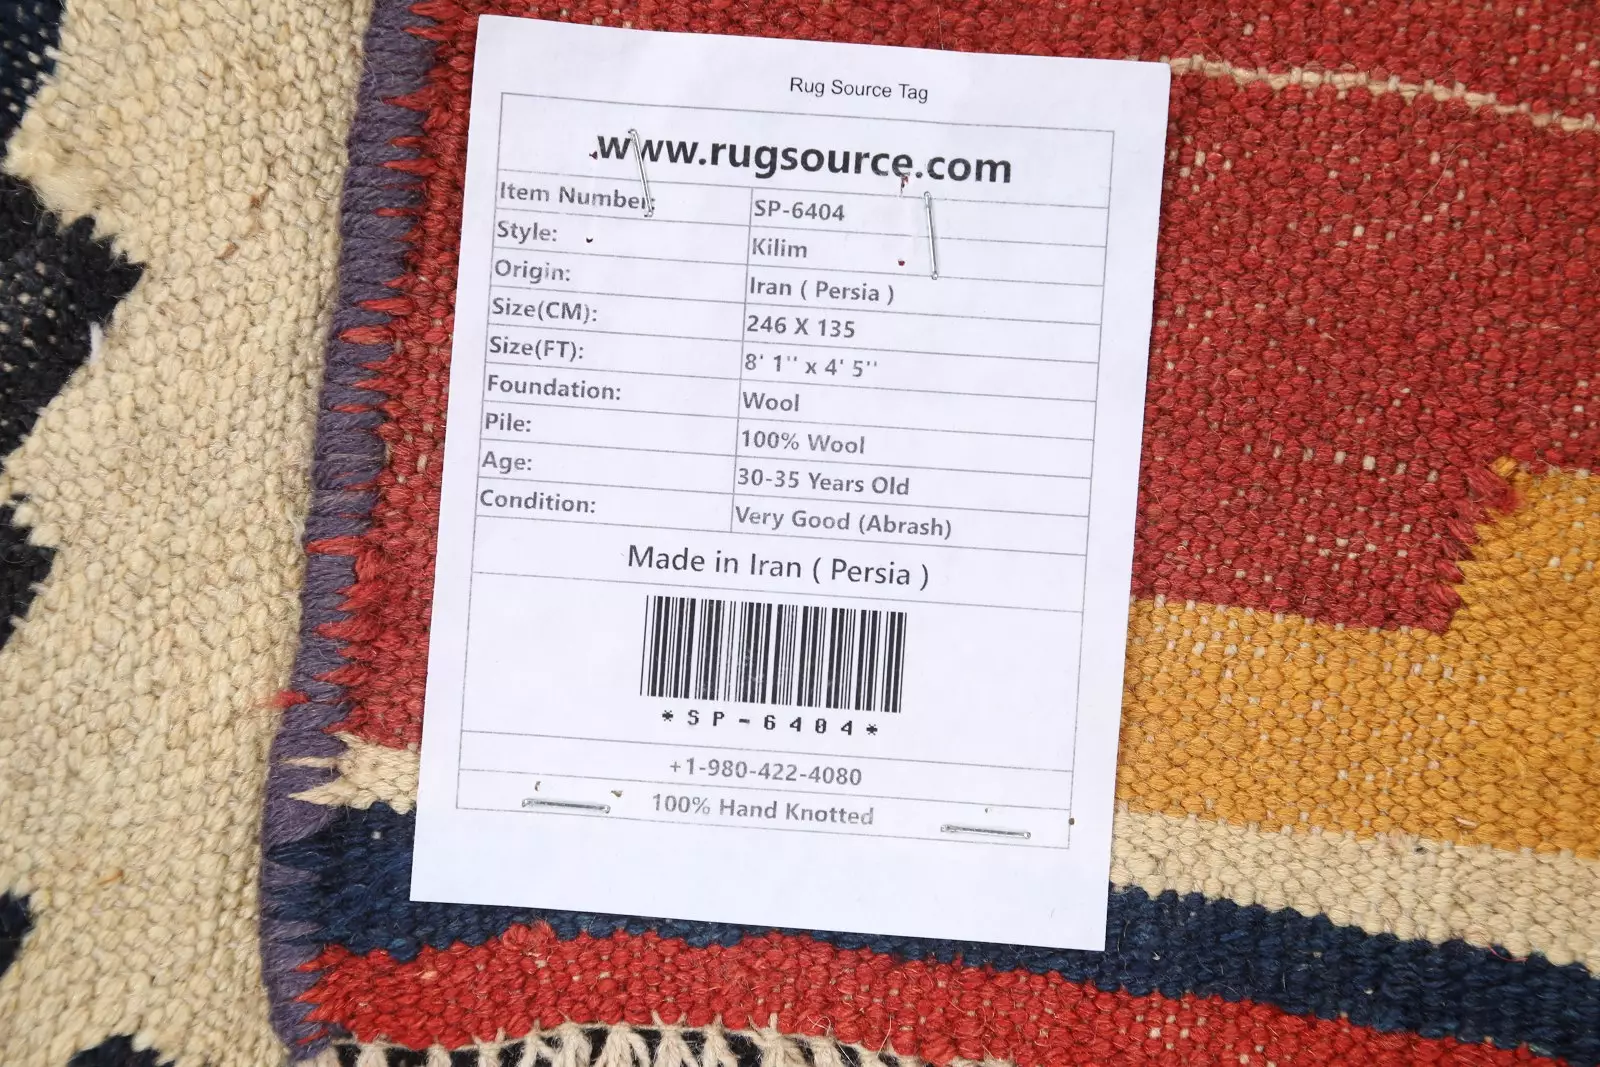 Rug Source Tag
www.rugsource.com
Item Number: SP-6404
Style: Kilim
Origin: Iran ( Persia )
Size(CM): 246 X 135
Size(FT): 8' 1'' x 4' 5''
Foundation: Wool
Pile: 100% Wool
Age: 30-35 Years Old
Condition: Very Good (Abrash)
Made in Iran ( Persia )
*SP-6404*
+1-980-422-4080
100% Hand Knotted